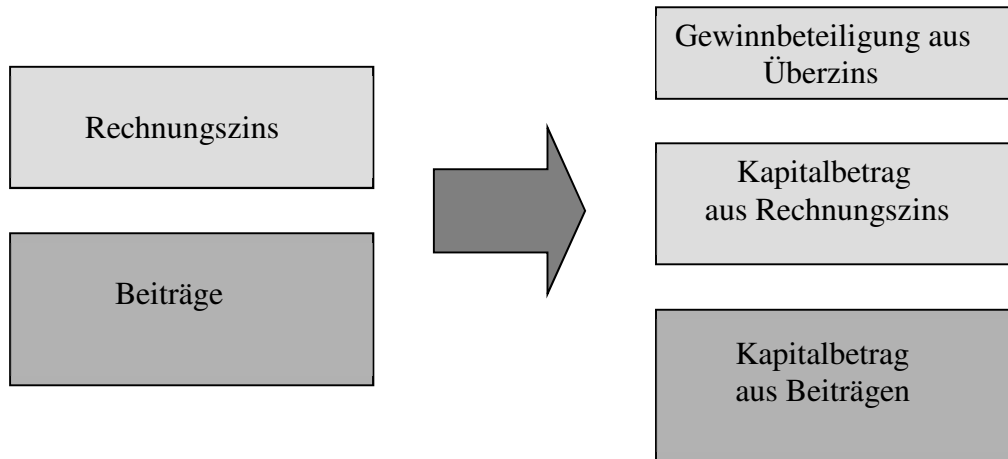 Rechnungszins
Beiträge
Gewinnbeteiligung aus
Überzins
Kapitalbetrag
aus Rechnungszins
Kapitalbetrag
aus Beiträgen